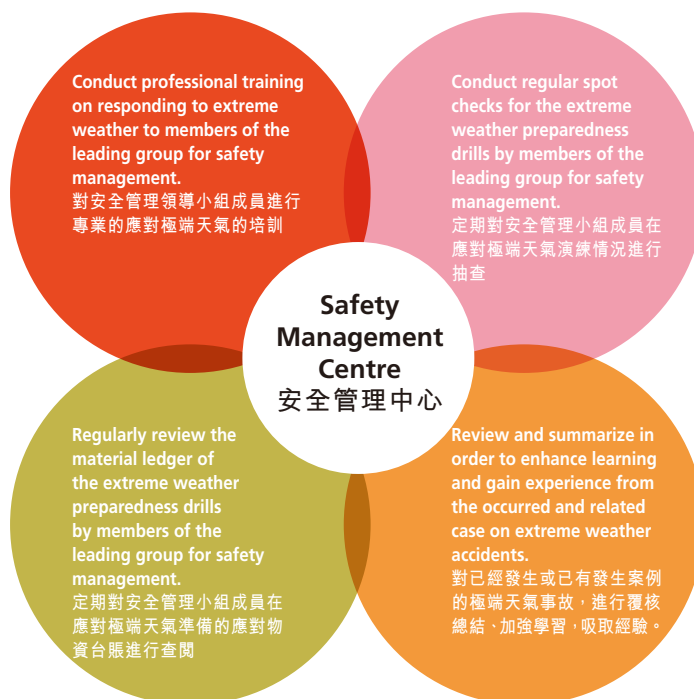 Conduct professional training
on responding to extreme
weather to members of the
leading group for safety
management.
對安全管理領導小組成員進行
專業的應對極端天氣的培訓
Conduct regular spot
checks for the extreme
weather preparedness
drills by members of the
leading group for safety
management.
定期對安全管理小組成員在
應對極端天氣演練情況進行
抽查
Safety
Management
Centre
安全管理中心
Regularly review the
material ledger of
the extreme weather
preparedness drills
by members of the
leading group for safety
management.
定期對安全管理小組成員在
應對極端天氣準備的應對物
資台賬進行查閱
Review and summarize in
order to enhance learning
and gain experience from
the occurred and related
case on extreme weather
accidents.
對已經發生或已有發生案例
的極端天氣事故，進行覆核
總結、加強學習，吸取經驗。